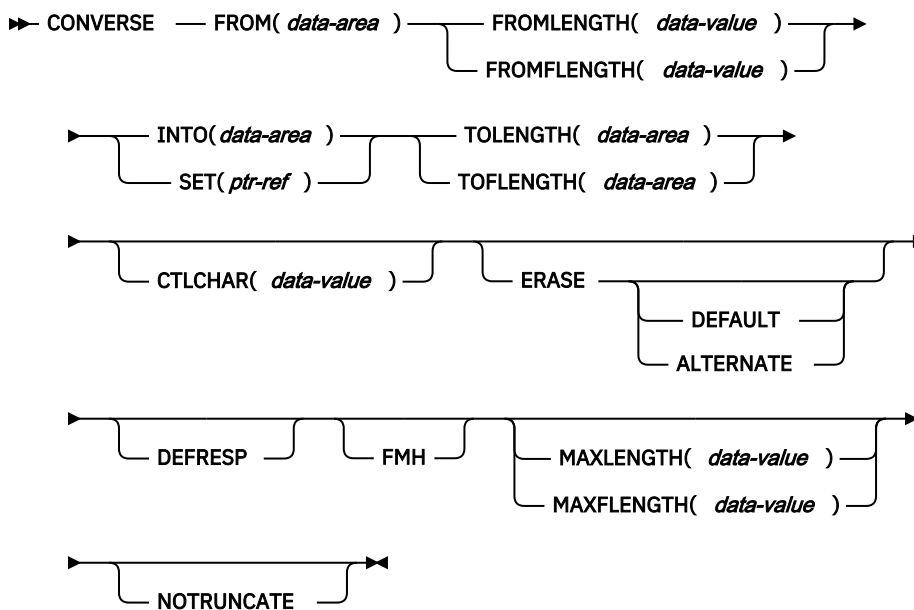 CONVERSE FROM( data-area ) FROMLENGTH( data-value )
FROMFLENGTH( data-value )
INTO( data-area ) TOLENGTH( data-area )
SET( ptr-ref ) TOFLENGTH( data-area )
CTLCHAR( data-value ) ERASE
DEFAULT
ALTERNATE
DEFRESP FMH MAXLENGTH( data-value )
MAXFLENGTH( data-value )
NOTRUNCATE